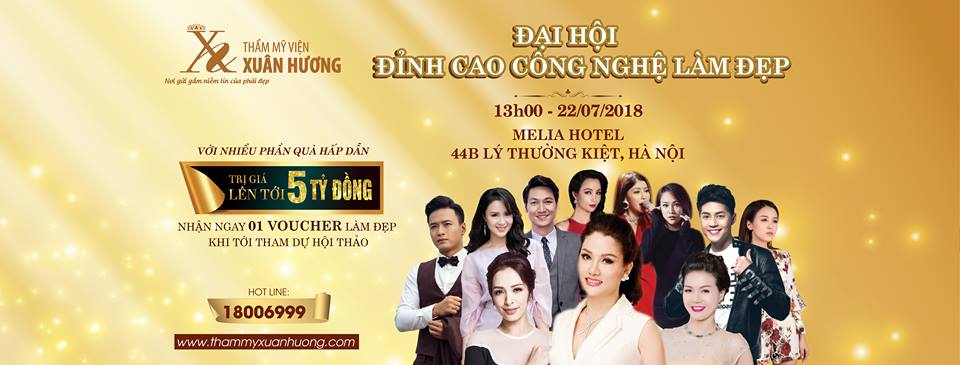 THẨM MỸ VIỆN
XUÂN HƯƠNG
Nơi gửi gắm niềm tin của phái đẹp
ĐẠI HỘI
ĐỈNH CAO CÔNG NGHỆ LÀM ĐẸP
13h00 - 22/07/2018
MELIA HOTEL
44B LÝ THƯỜNG KIỆT, HÀ NỘI
VỚI NHIỀU PHẦN QUÀ HẤP DẪN
TRỊ GIÁ
LÊN TỚI 5 TỶ ĐỒNG
NHẬN NGAY 01 VOUCHER LÀM ĐẸP
KHI TỚI THAM DỰ HỘI THẢO
HOT LINE:
18006999
www.thammyxuanhuong.com